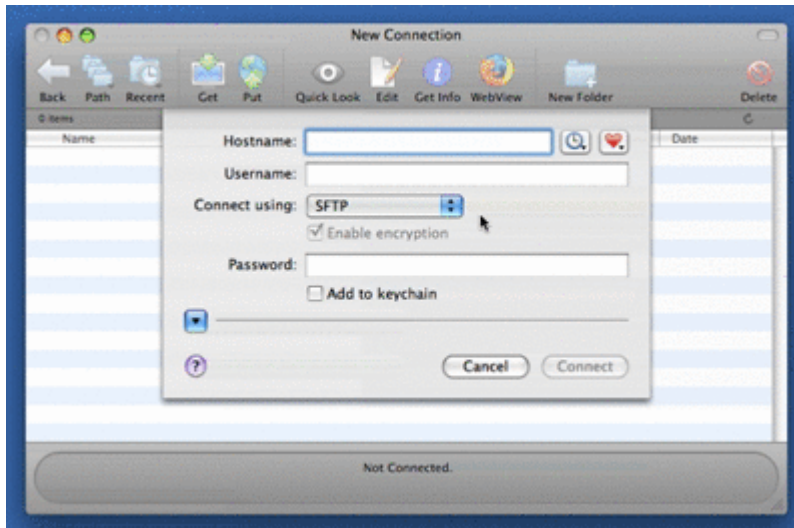 New Connection
Back Path Recent Get Put Quick Look Edit Get Info WebView New Folder Delete
0 items
Name Date
Hostname:
Username:
Connect using: SFTP
Enable encryption
Password:
Add to keychain
?
Cancel Connect
Not Connected.